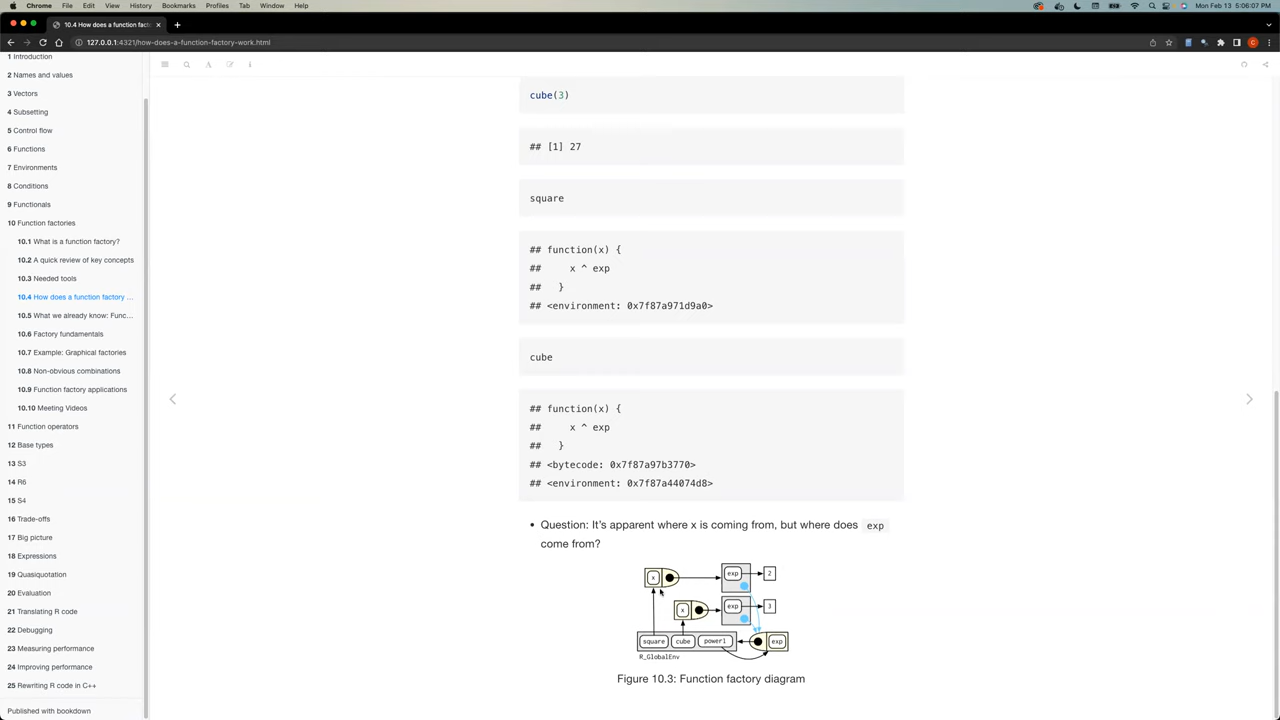 Chrome File Edit View History Bookmarks Profiles Tab Window Help Mon Feb 13 5:06:07 PM
10.4 How does a function fact
127.0.0.1:4321/how-does-a-function-factory-work.html
1 Introduction
2 Names and values
3 Vectors
4 Subsetting
5 Control flow
6 Functions
7 Environments
8 Conditions
9 Functionals
10 Function factories
10.1 What is a function factory?
10.2 A quick review of key concepts
10.3 Needed tools
10.4 How does a function factory ...
10.5 What we already know: Func...
10.6 Factory fundamentals
10.7 Example: Graphical factories
10.8 Non-obvious combinations
10.9 Function factory applications
10.10 Meeting Videos
11 Function operators
12 Base types
13 S3
14 R6
15 S4
16 Trade-offs
17 Big picture
18 Expressions
19 Quasiquotation
20 Evaluation
21 Translating R code
22 Debugging
23 Measuring performance
24 Improving performance
25 Rewriting R code in C++
Published with bookdown
cube(3)
## [1] 27
square
## function(x) {
##     x ^ exp
##   }
## <environment: 0x7f87a971d9a0>
cube
## function(x) {
##     x ^ exp
##   }
## <bytecode: 0x7f87a97b3770>
## <environment: 0x7f87a44074d8>
• Question: It's apparent where x is coming from, but where does exp
come from?
x exp 2
x exp 3
square cube power1 exp
R_GlobalEnv
Figure 10.3: Function factory diagram